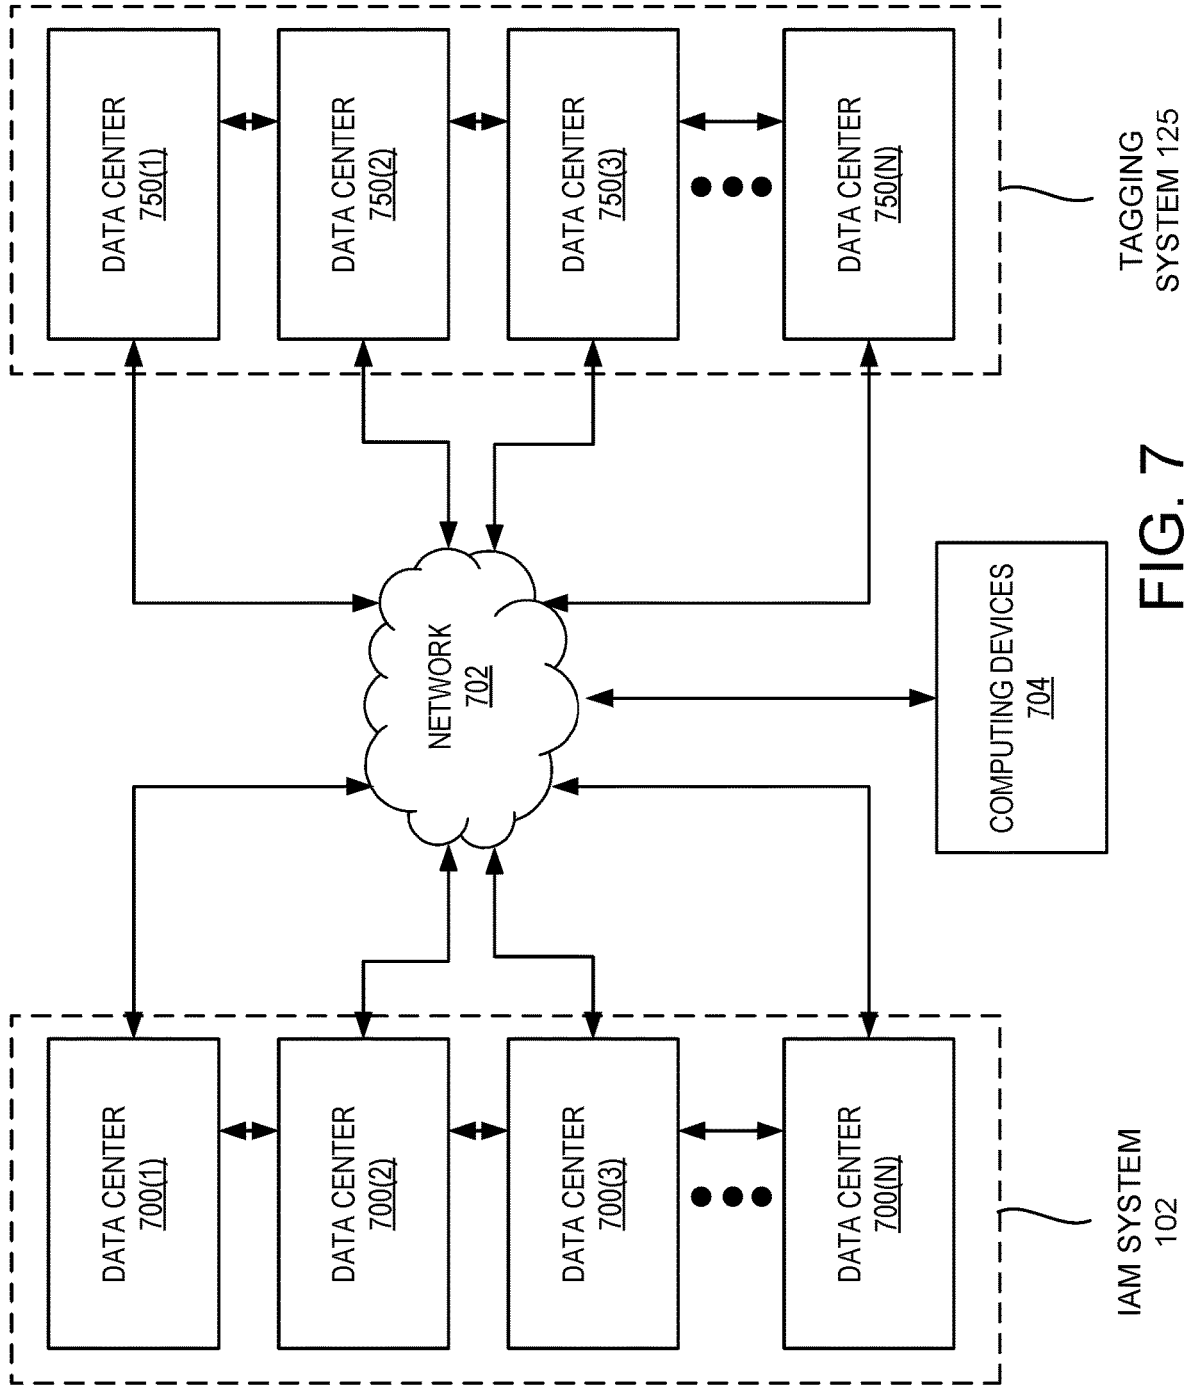 DATA CENTER
700(1)
DATA CENTER
700(2)
DATA CENTER
700(3)
DATA CENTER
700(N)
IAM SYSTEM
102
NETWORK
702
COMPUTING DEVICES
704
DATA CENTER
750(1)
DATA CENTER
750(2)
DATA CENTER
750(3)
DATA CENTER
750(N)
TAGGING
SYSTEM 125
FIG. 7